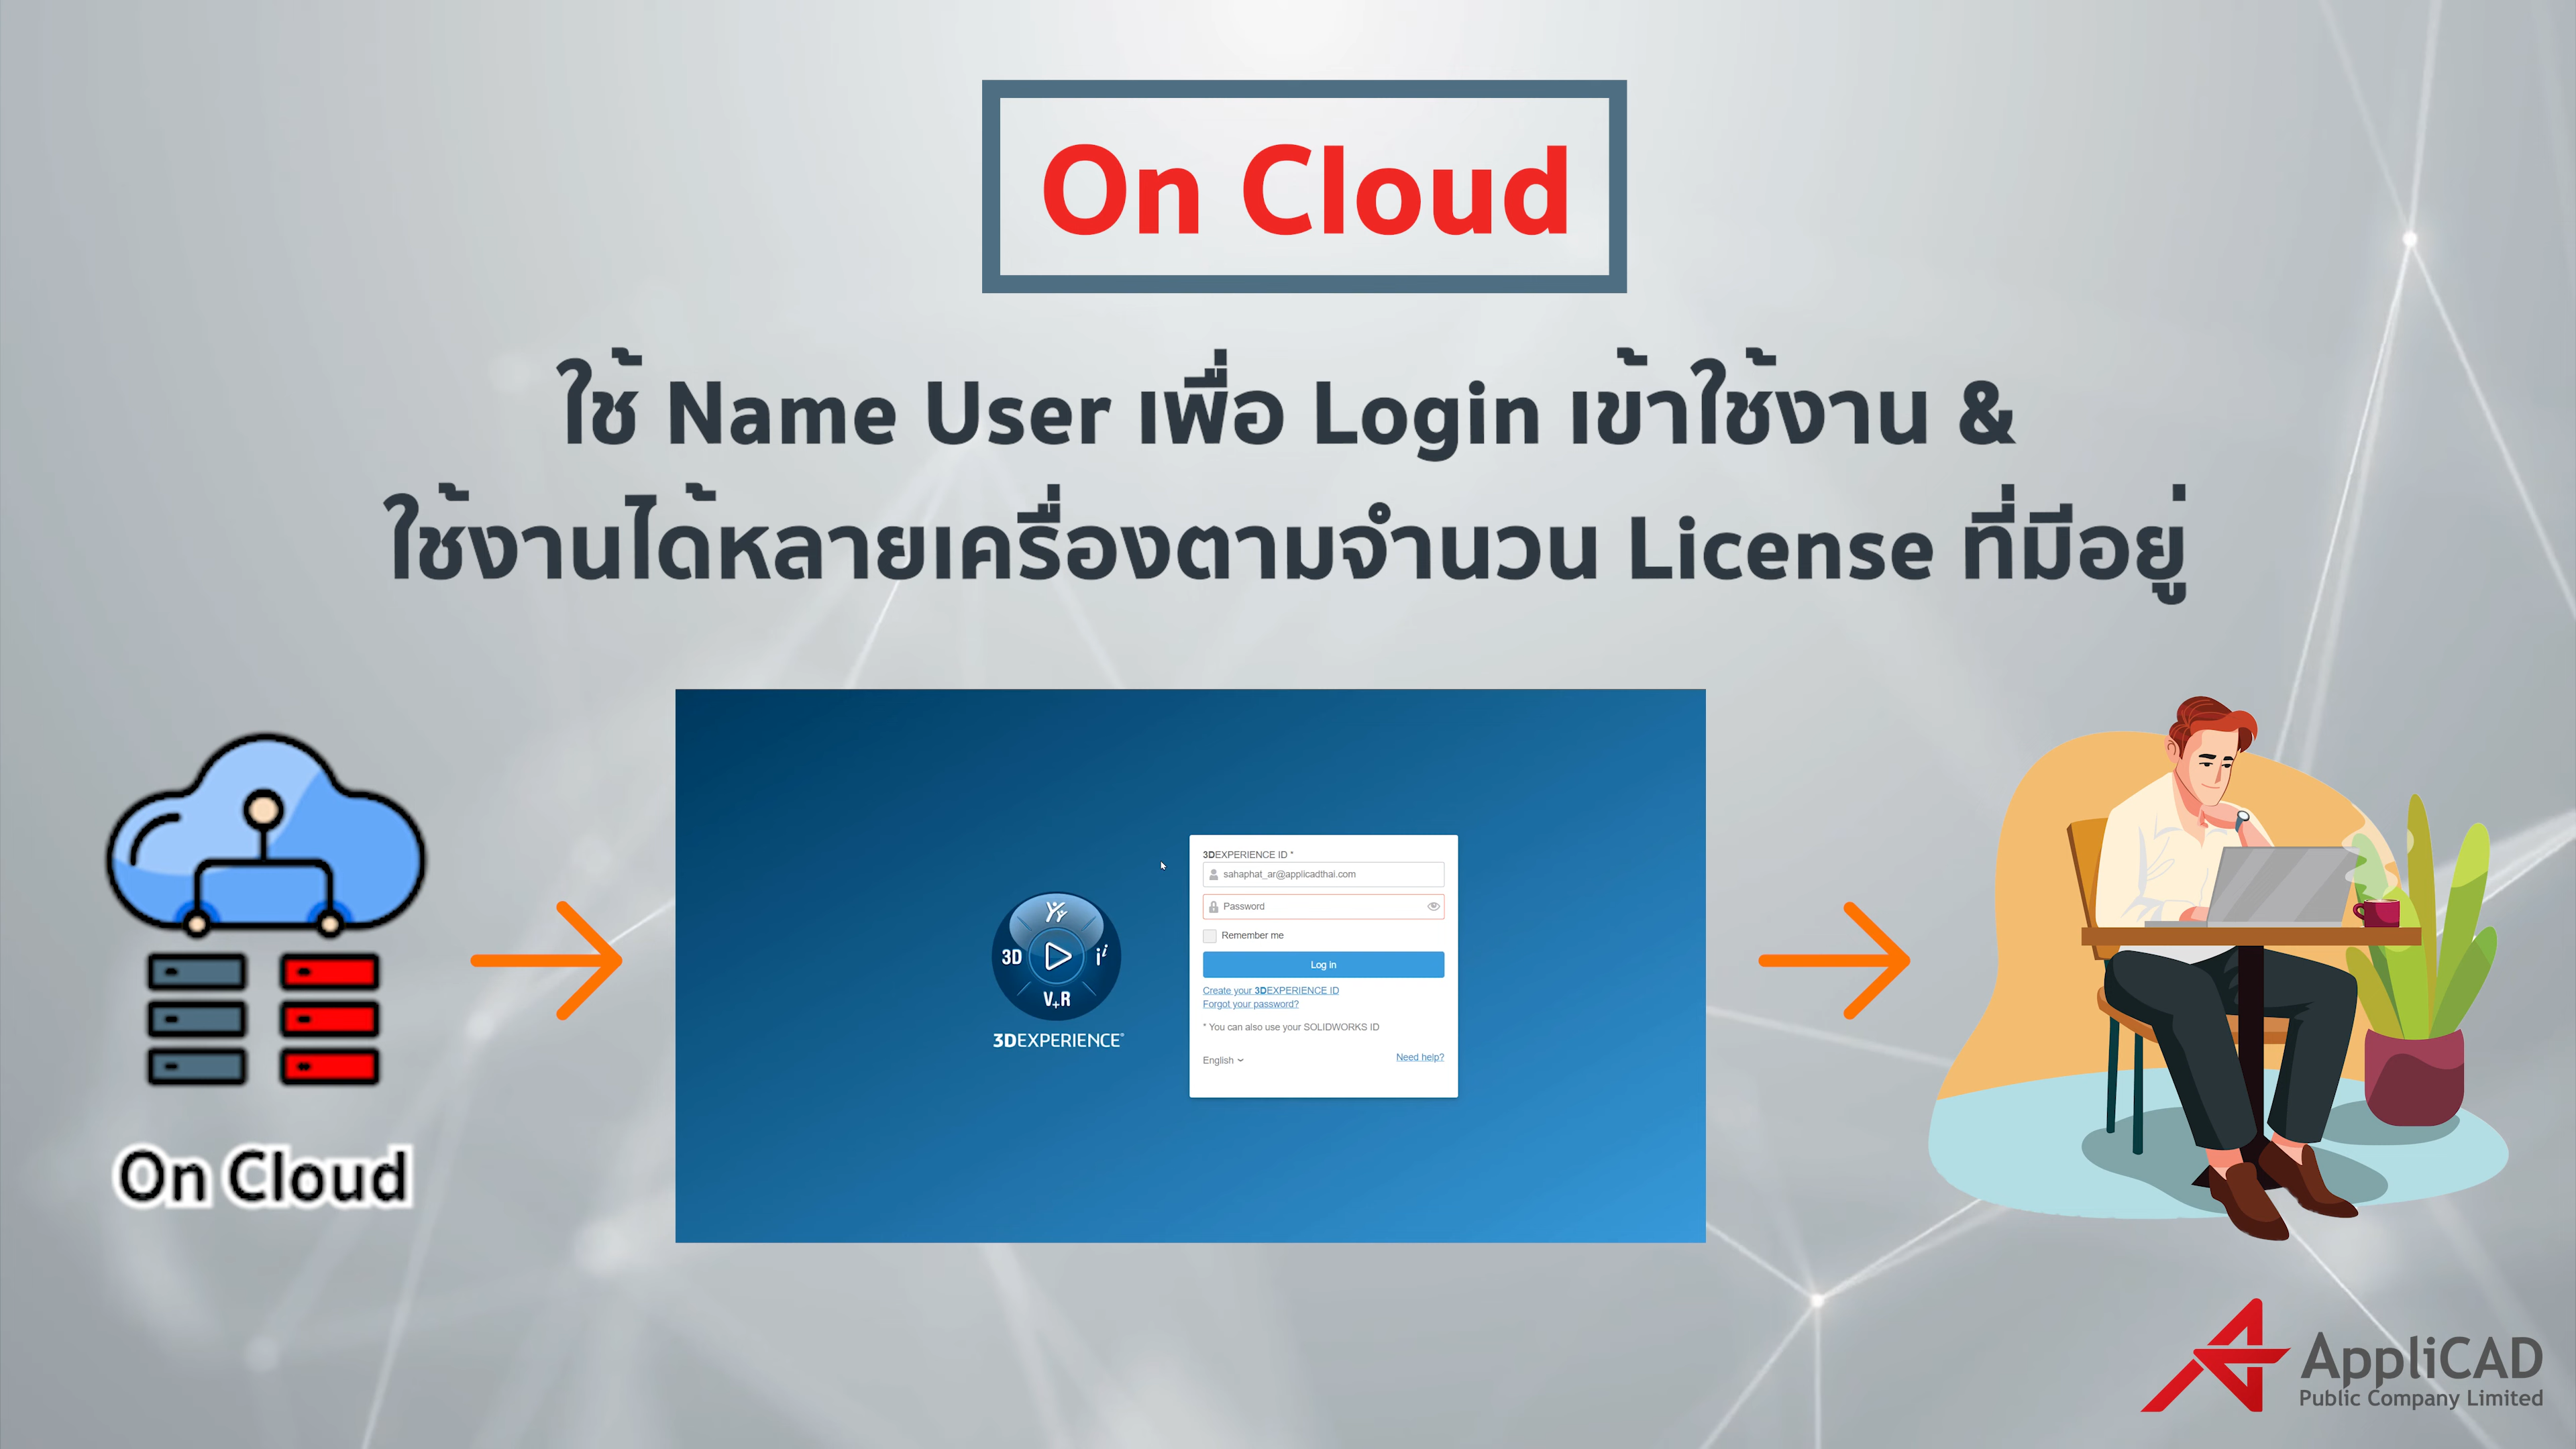 On Cloud
ใช้ Name User เพื่อ Login เข้าใช้งาน &
ใช้งานได้หลายเครื่องตามจำนวน License ที่มีอยู่
On Cloud
3D
V+R
3DEXPERIENCE
3DEXPERIENCE ID *
sahaphat_ar@applicadthai.com
Password
Remember me
Log in
Create your 3DEXPERIENCE ID
Forgot your password?
* You can also use your SOLIDWORKS ID
English
Need help?
AppliCAD
Public Company Limited